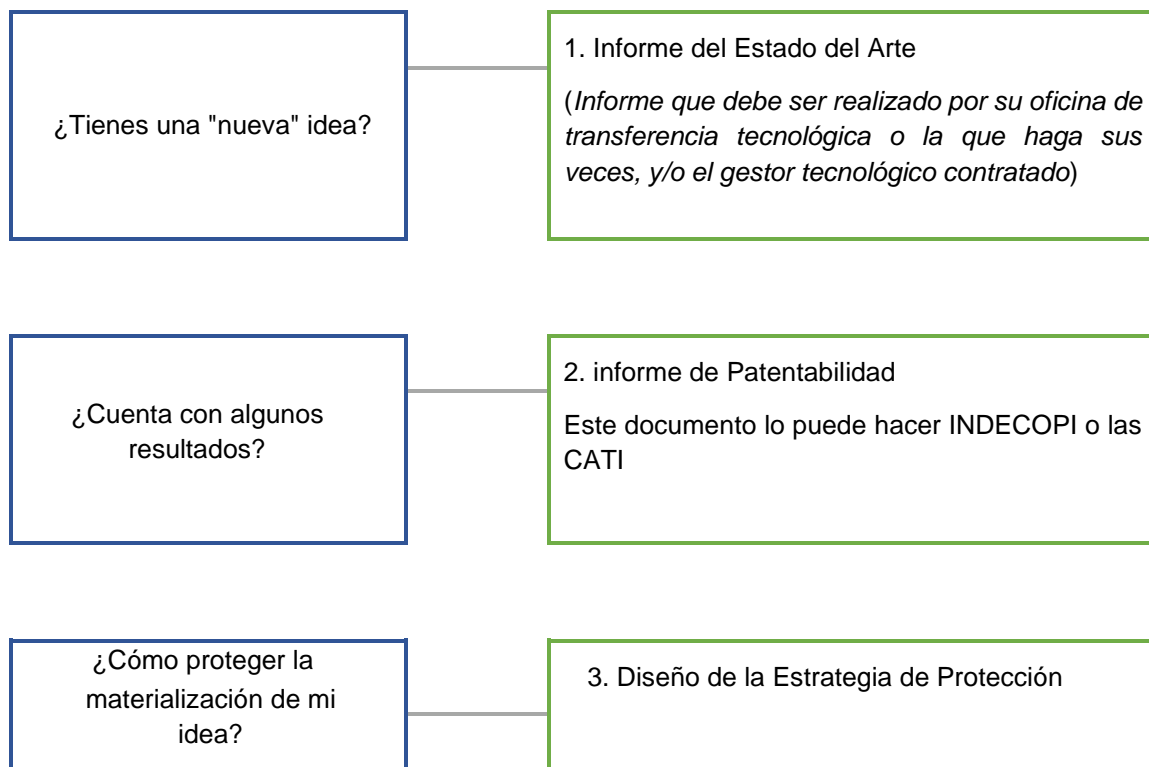 ¿Tienes una "nueva" idea?
1. Informe del Estado del Arte
(Informe que debe ser realizado por su oficina de
transferencia tecnológica o la que haga sus
veces, y/o el gestor tecnológico contratado)
¿Cuenta con algunos
resultados?
2. informe de Patentabilidad
Este documento lo puede hacer INDECOPI o las
CATI
¿Cómo proteger la
materialización de mi
idea?
3. Diseño de la Estrategia de Protección